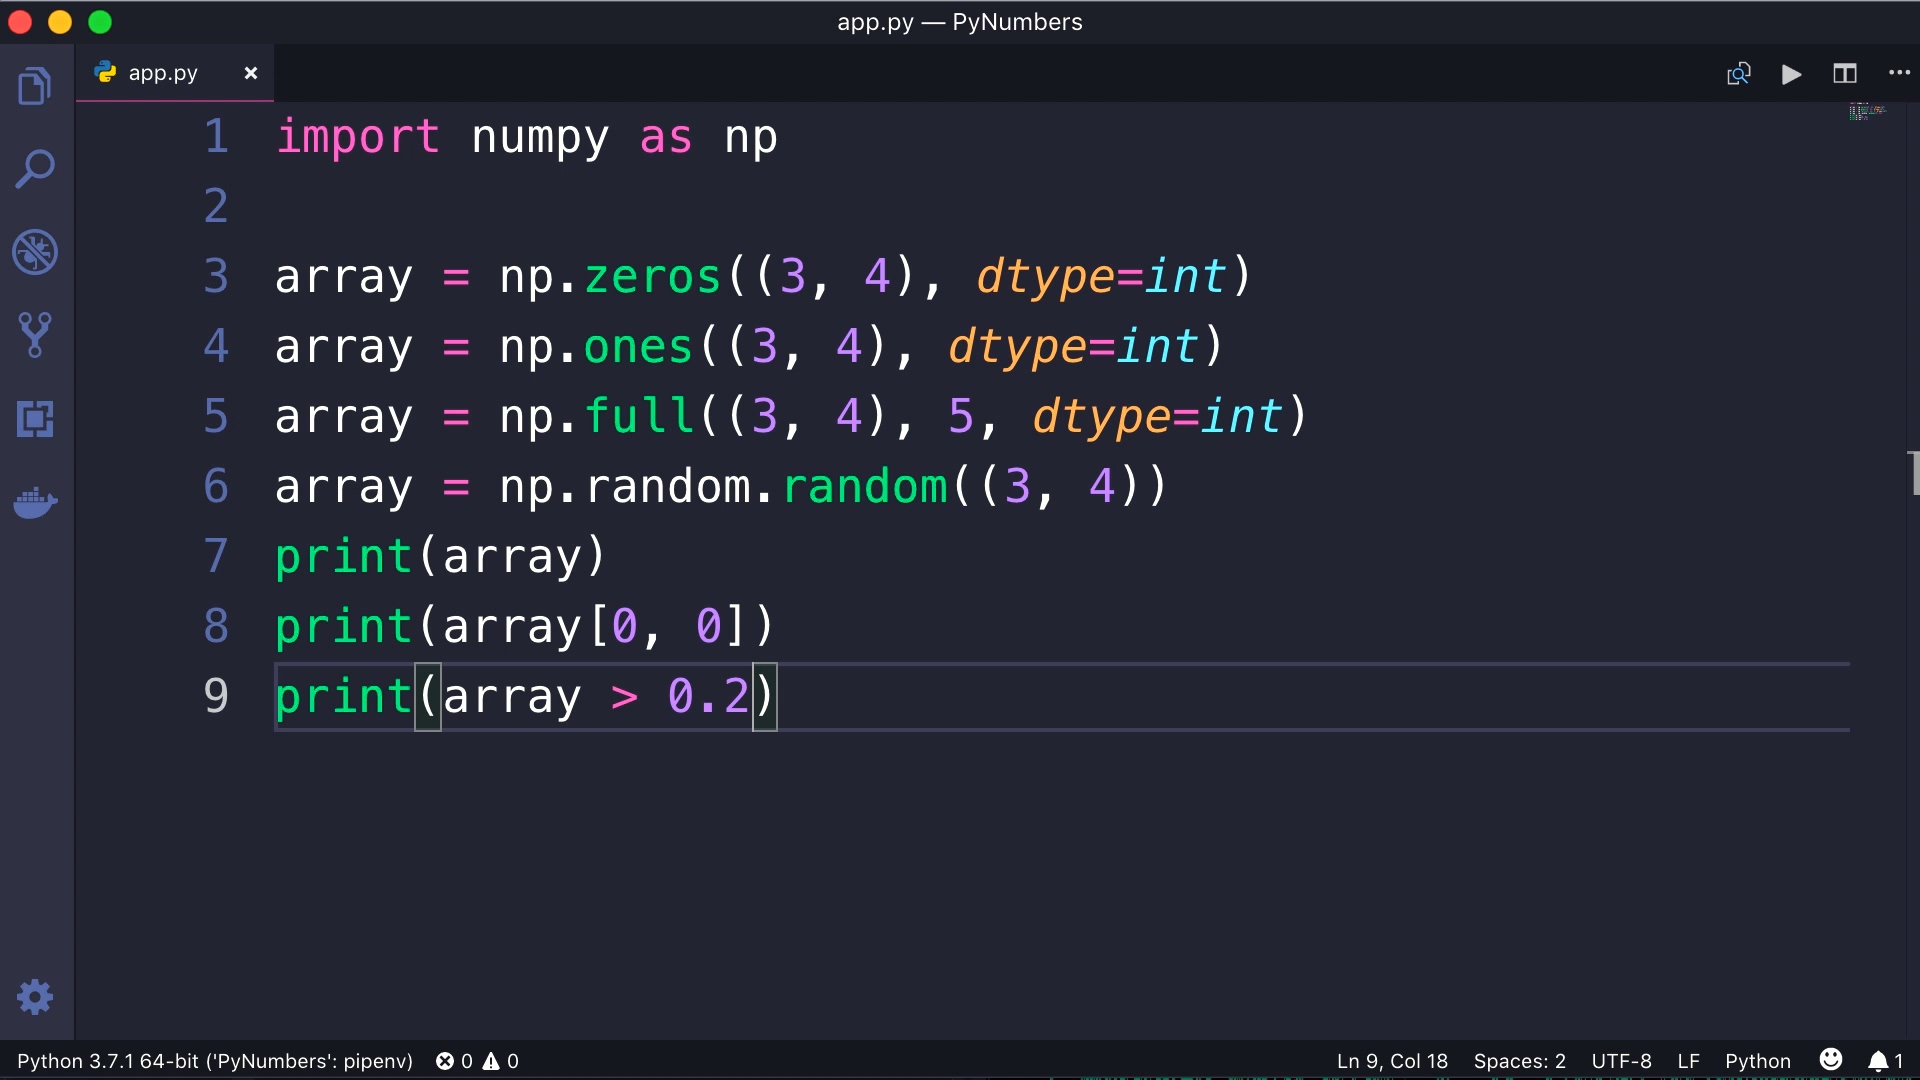 app.py — PyNumbers
app.py
1 import numpy as np
2
3 array = np.zeros((3, 4), dtype=int)
4 array = np.ones((3, 4), dtype=int)
5 array = np.full((3, 4), 5, dtype=int)
6 array = np.random.random((3, 4))
7 print(array)
8 print(array[0, 0])
9 print(array > 0.2)
Python 3.7.1 64-bit ('PyNumbers': pipenv) 0 0 Ln 9, Col 18 Spaces: 2 UTF-8 LF Python 1